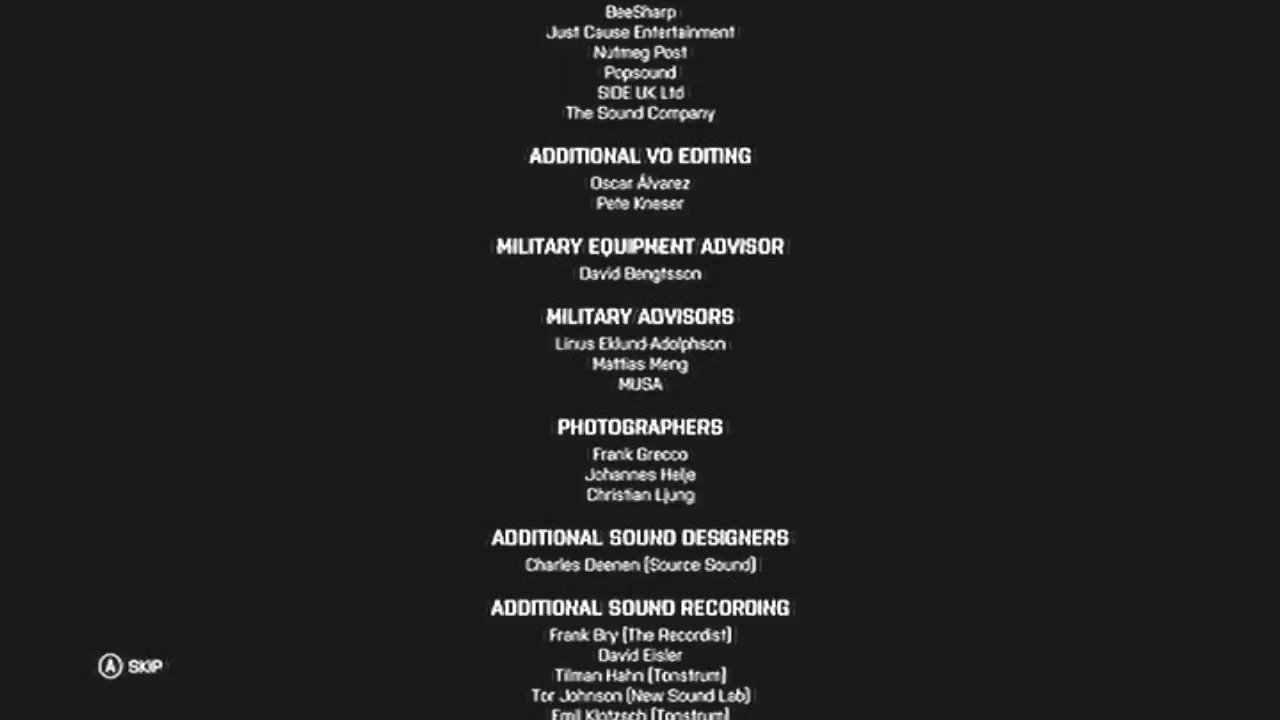 BeeSharp
Just Cause Entertainment
Nutmeg Post
Popsound
SIDE UK Ltd
The Sound Company
ADDITIONAL VO EDITING
Oscar Álvarez
Pete Kneser
MILITARY EQUIPMENT ADVISOR
David Bengtsson
MILITARY ADVISORS
Linus Eklund-Adolphson
Mattias Meng
MUSA
PHOTOGRAPHERS
Frank Grecco
Johannes Helje
Christian Ljung
ADDITIONAL SOUND DESIGNERS
Charles Deenen (Source Sound)
ADDITIONAL SOUND RECORDING
Frank Bry (The Recordist)
David Eisler
A SKIP
Tilman Hahn (Tonstrum)
Tor Johnson (New Sound Lab)
Emil Klotzsch (Tonstrum)